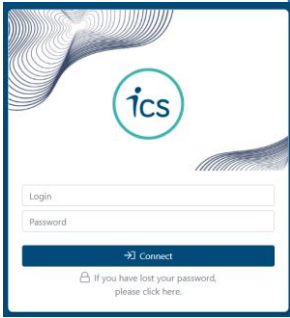 ics
Login
Password
Connect
If you have lost your password,
please click here.